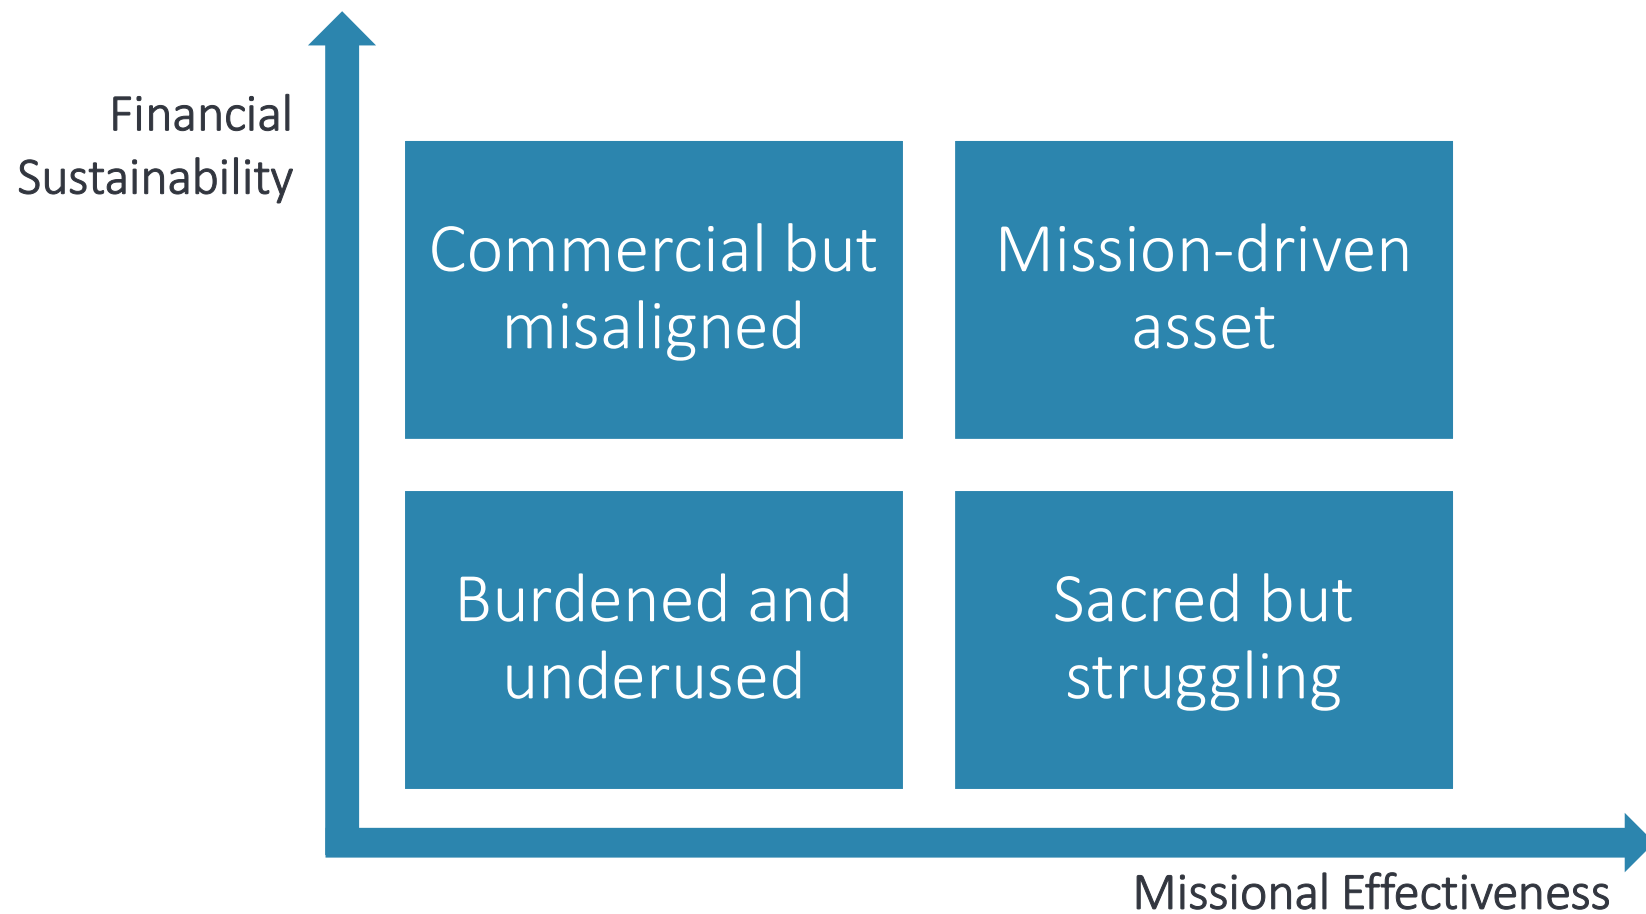 Financial
Sustainability
Commercial but
misaligned
Mission-driven
asset
Burdened and
underused
Sacred but
struggling
Missional Effectiveness